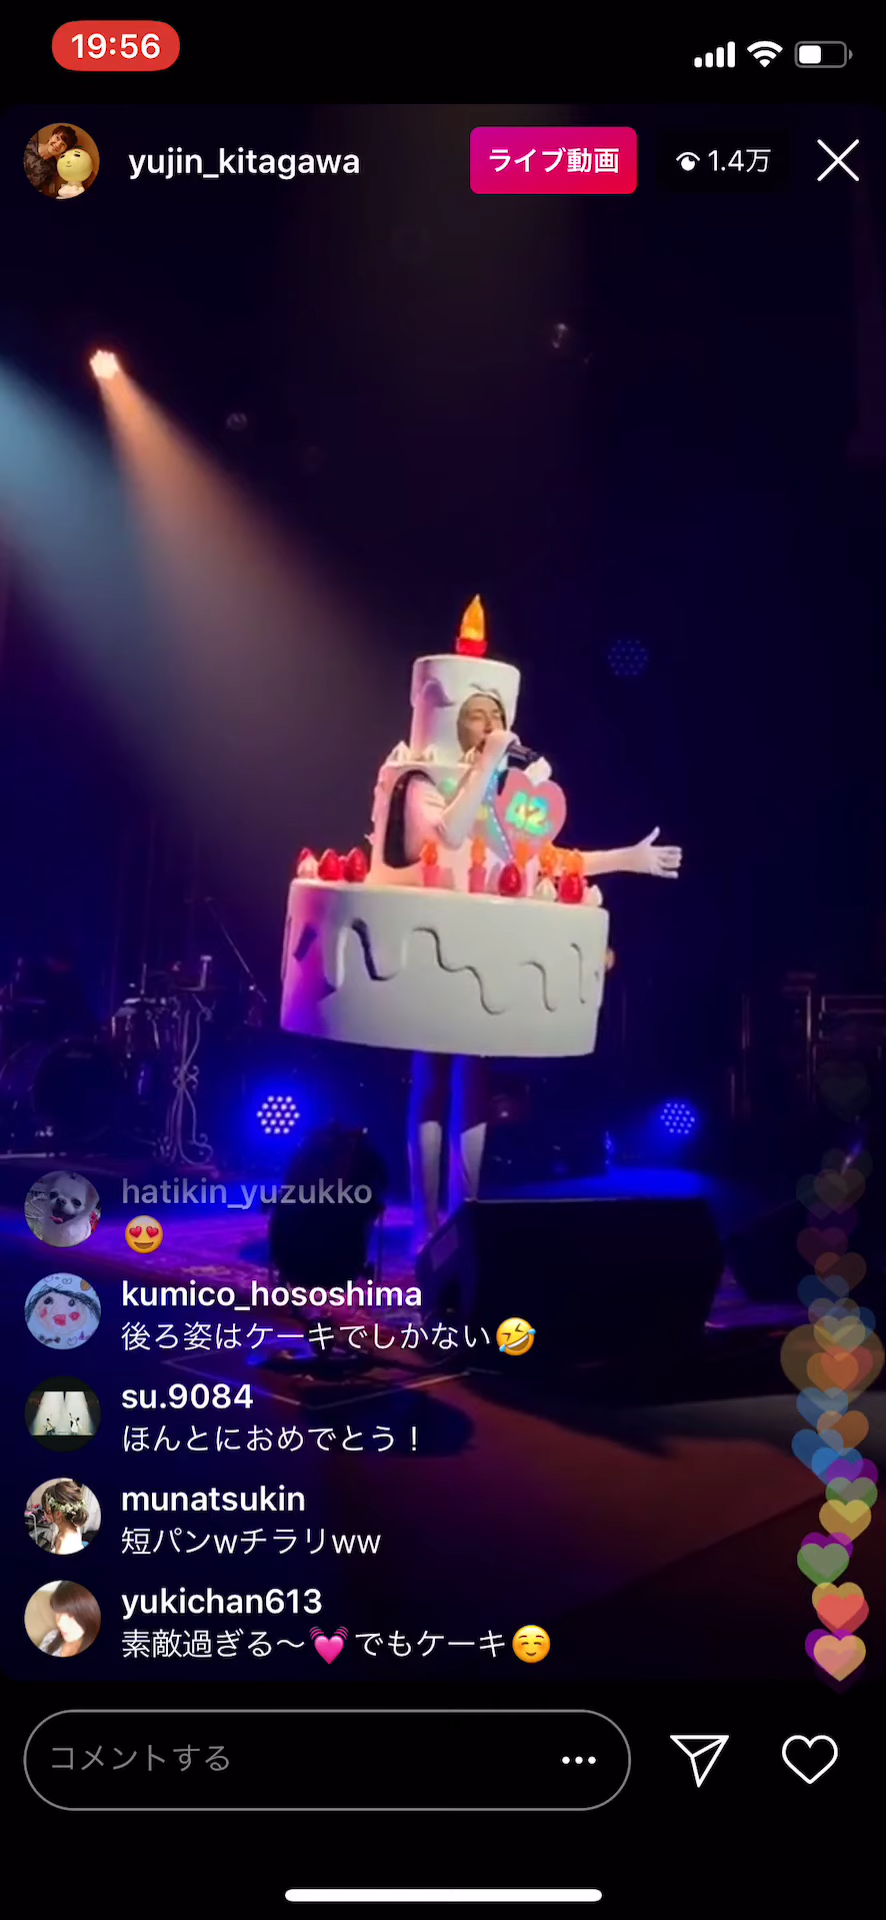 19:56
yujin_kitagawa
ライブ動画
1.4万
42
hatikin_yuzukko
😍
kumico_hososhima
後ろ姿はケーキでしかない🤣
su.9084
ほんとにおめでとう！
munatsukin
短パンwチラリww
yukichan613
素敵過ぎる〜💓でもケーキ☺️
コメントする